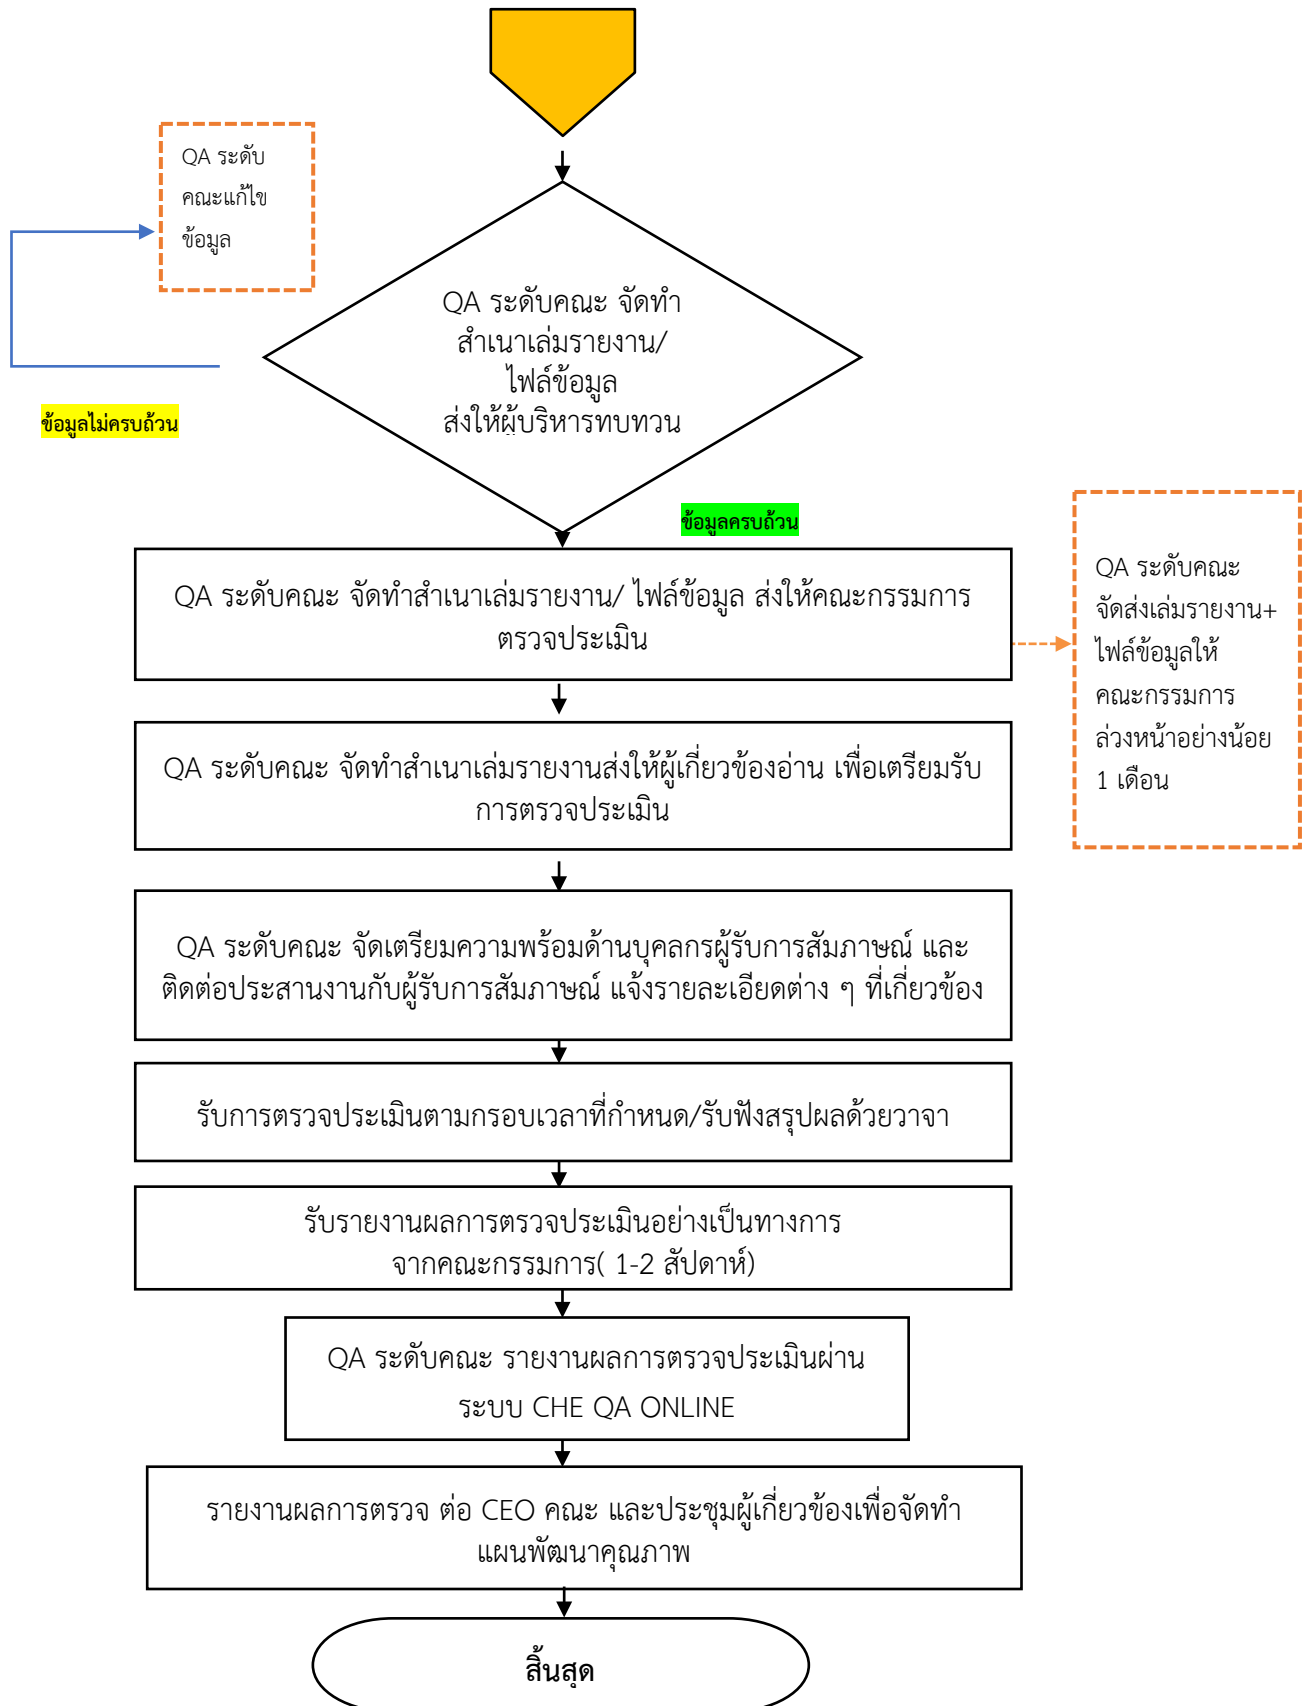 QA ระดับ
คณะแก้ไข
ข้อมูล
QA ระดับคณะ จัดทำ
สำเนาเล่มรายงาน/
ไฟล์ข้อมูล
ส่งให้ผู้บริหารทบทวน
ข้อมูลไม่ครบถ้วน
ข้อมูลครบถ้วน
QA ระดับคณะ จัดทำสำเนาเล่มรายงาน/ ไฟล์ข้อมูล ส่งให้คณะกรรมการ
ตรวจประเมิน
QA ระดับคณะ
จัดส่งเล่มรายงาน+
ไฟล์ข้อมูลให้
คณะกรรมการ
ล่วงหน้าอย่างน้อย
1 เดือน
QA ระดับคณะ จัดทำสำเนาเล่มรายงานส่งให้ผู้เกี่ยวข้องอ่าน เพื่อเตรียมรับ
การตรวจประเมิน
QA ระดับคณะ จัดเตรียมความพร้อมด้านบุคลกรผู้รับการสัมภาษณ์ และ
ติดต่อประสานงานกับผู้รับการสัมภาษณ์ แจ้งรายละเอียดต่าง ๆ ที่เกี่ยวข้อง
รับการตรวจประเมินตามกรอบเวลาที่กำหนด/รับฟังสรุปผลด้วยวาจา
รับรายงานผลการตรวจประเมินอย่างเป็นทางการ
จากคณะกรรมการ( 1-2 สัปดาห์)
QA ระดับคณะ รายงานผลการตรวจประเมินผ่าน
ระบบ CHE QA ONLINE
รายงานผลการตรวจ ต่อ CEO คณะ และประชุมผู้เกี่ยวข้องเพื่อจัดทำ
แผนพัฒนาคุณภาพ
สิ้นสุด